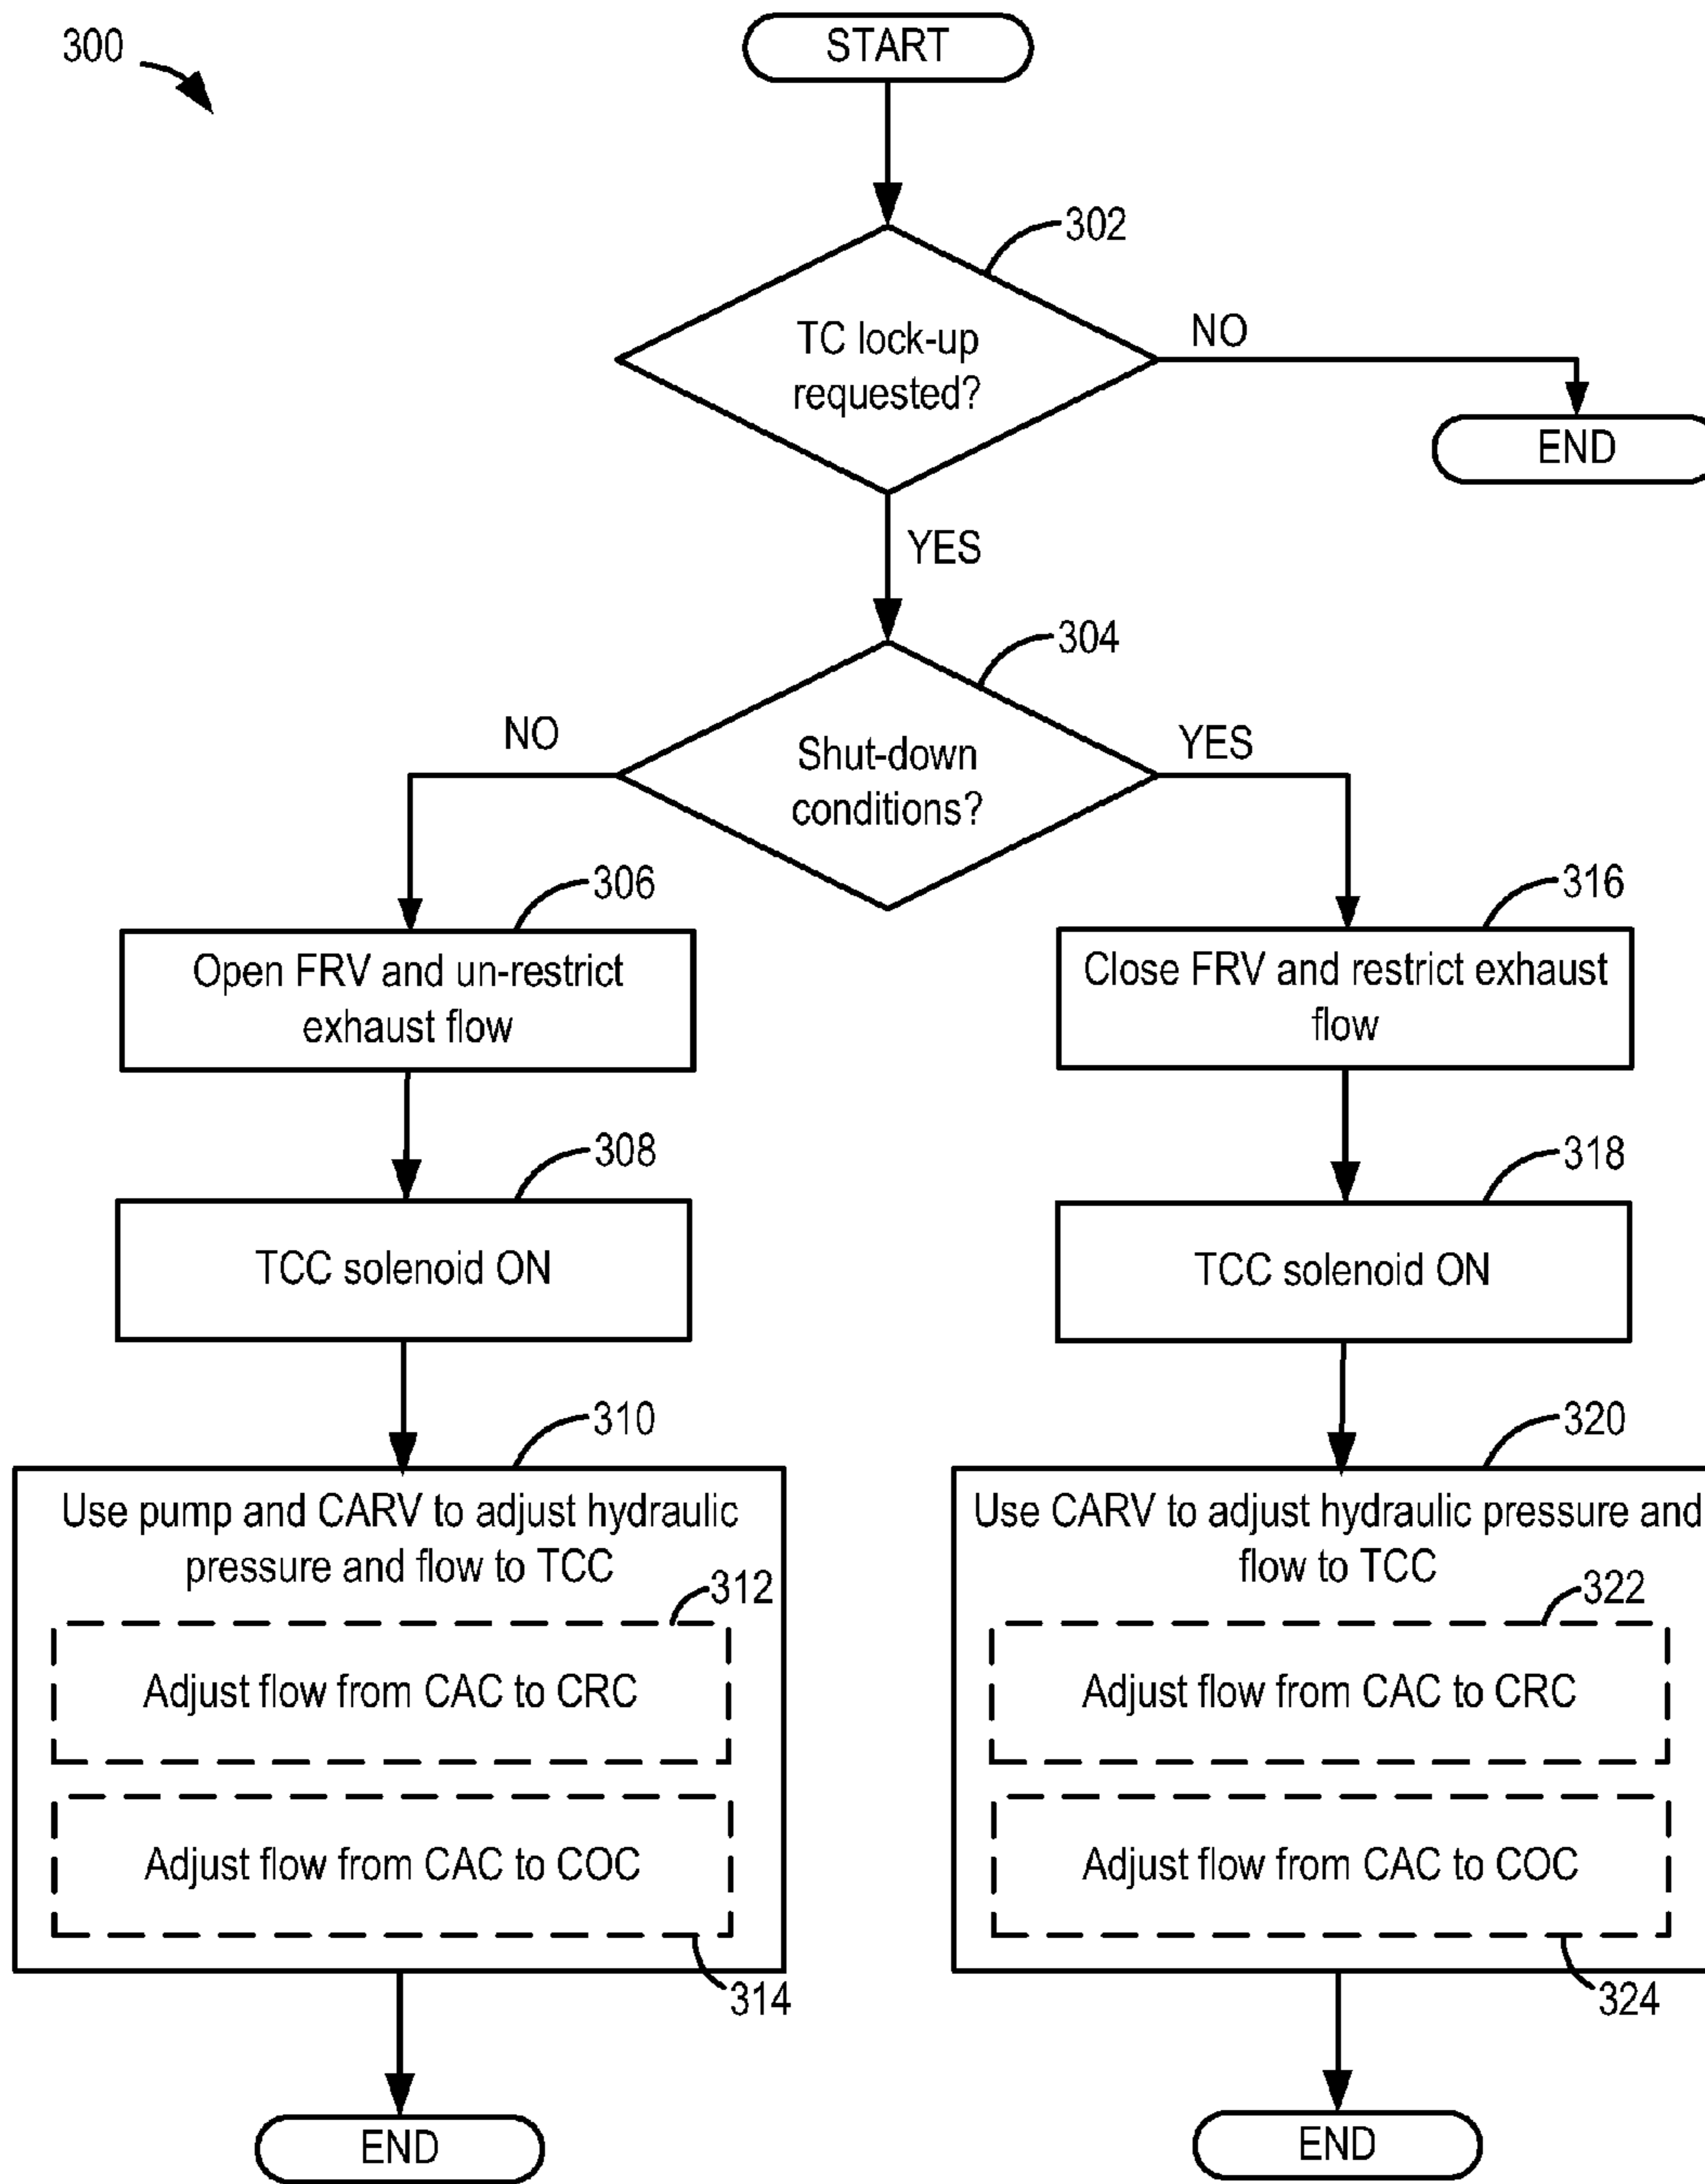 300
START
302
TC lock-up
requested?
NO
END
YES
304
Shut-down
conditions?
NO
YES
306
Open FRV and un-restrict
exhaust flow
316
Close FRV and restrict exhaust
flow
308
TCC solenoid ON
318
TCC solenoid ON
310
Use pump and CARV to adjust hydraulic
pressure and flow to TCC
312
Adjust flow from CAC to CRC
Adjust flow from CAC to COC
314
END
320
Use CARV to adjust hydraulic pressure and
flow to TCC
322
Adjust flow from CAC to CRC
Adjust flow from CAC to COC
324
END